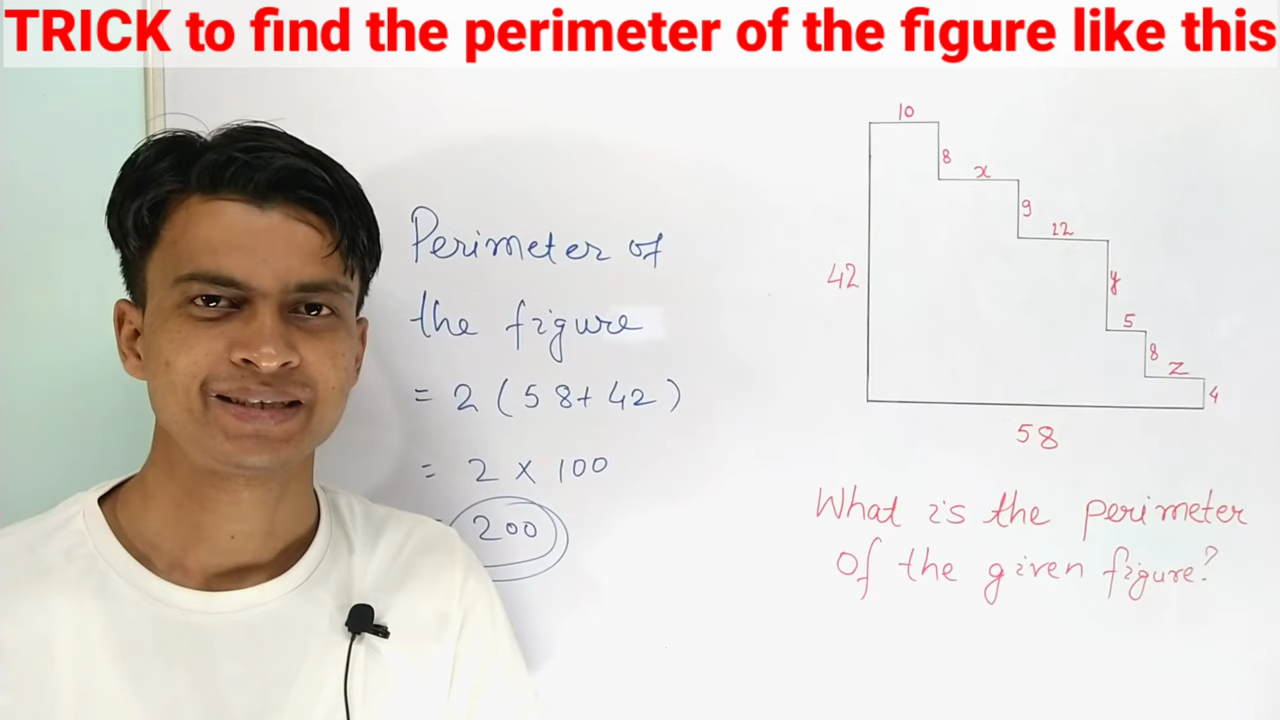 TRICK to find the perimeter of the figure like this
Perimeter of
the figure
= 2 (58+ 42)
= 2 × 100
= 200
10
8
x
9
12
y
5
8
z
4
42
58
What is the perimeter
of the given figure?